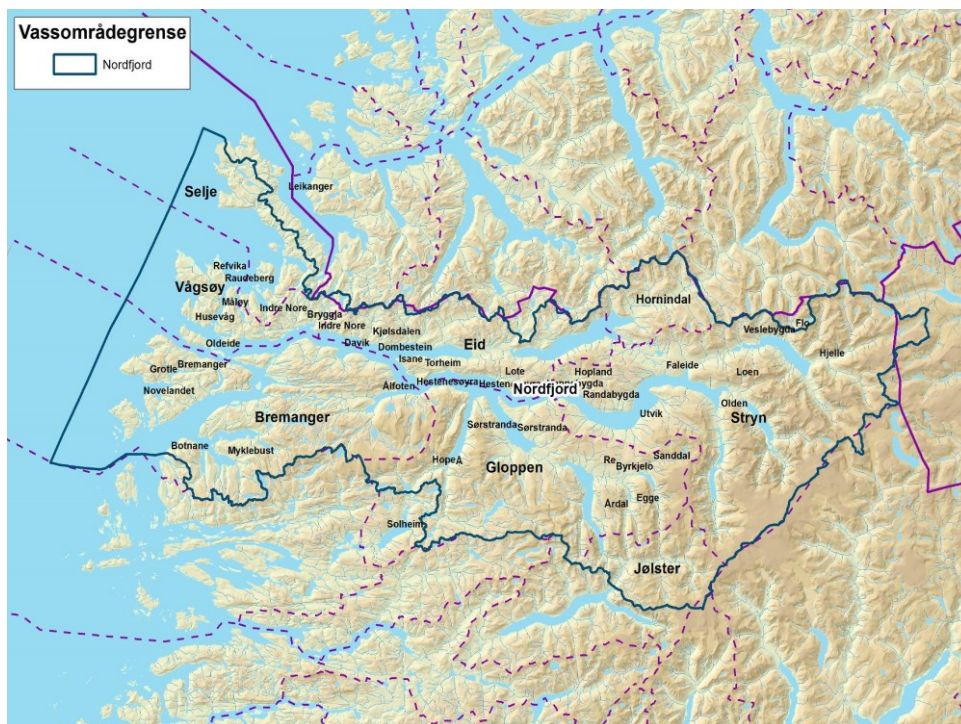 Vassområdegrense
Nordfjord
Leikanger
Selje
Refvika
Raudeberg
Vågsøy
Måløy
Husevåg
Indre Nore
Bryggja
Indre Nore
Hornindal
Veslebygda
Flo
Kjølsdalen
Oldeide
Davik
Dombestein
Eid
Hjelle
Grotle
Bremanger
Isane
Torheim
Lote
Hopland
Faleide
Loen
Novelandet
Ålfoten
Hestenesøyra
Hesten
Nordfjord
bygda
Randabygda
Olden
Bremanger
Utvik
Stryn
Sørstranda
Sørstranda
Botnane
Myklebust
Hope
Gloppen
Re
Byrkjelo
Sanddal
Årdal
Egge
Solheim
Jølster